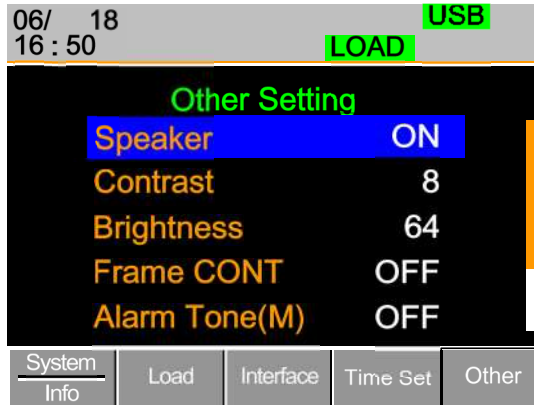 06/ 18 USB
16 : 50 LOAD
Other Setting
Speaker ON
Contrast 8
Brightness 64
Frame CONT OFF
Alarm Tone(M) OFF
System Info Load Interface Time Set Other